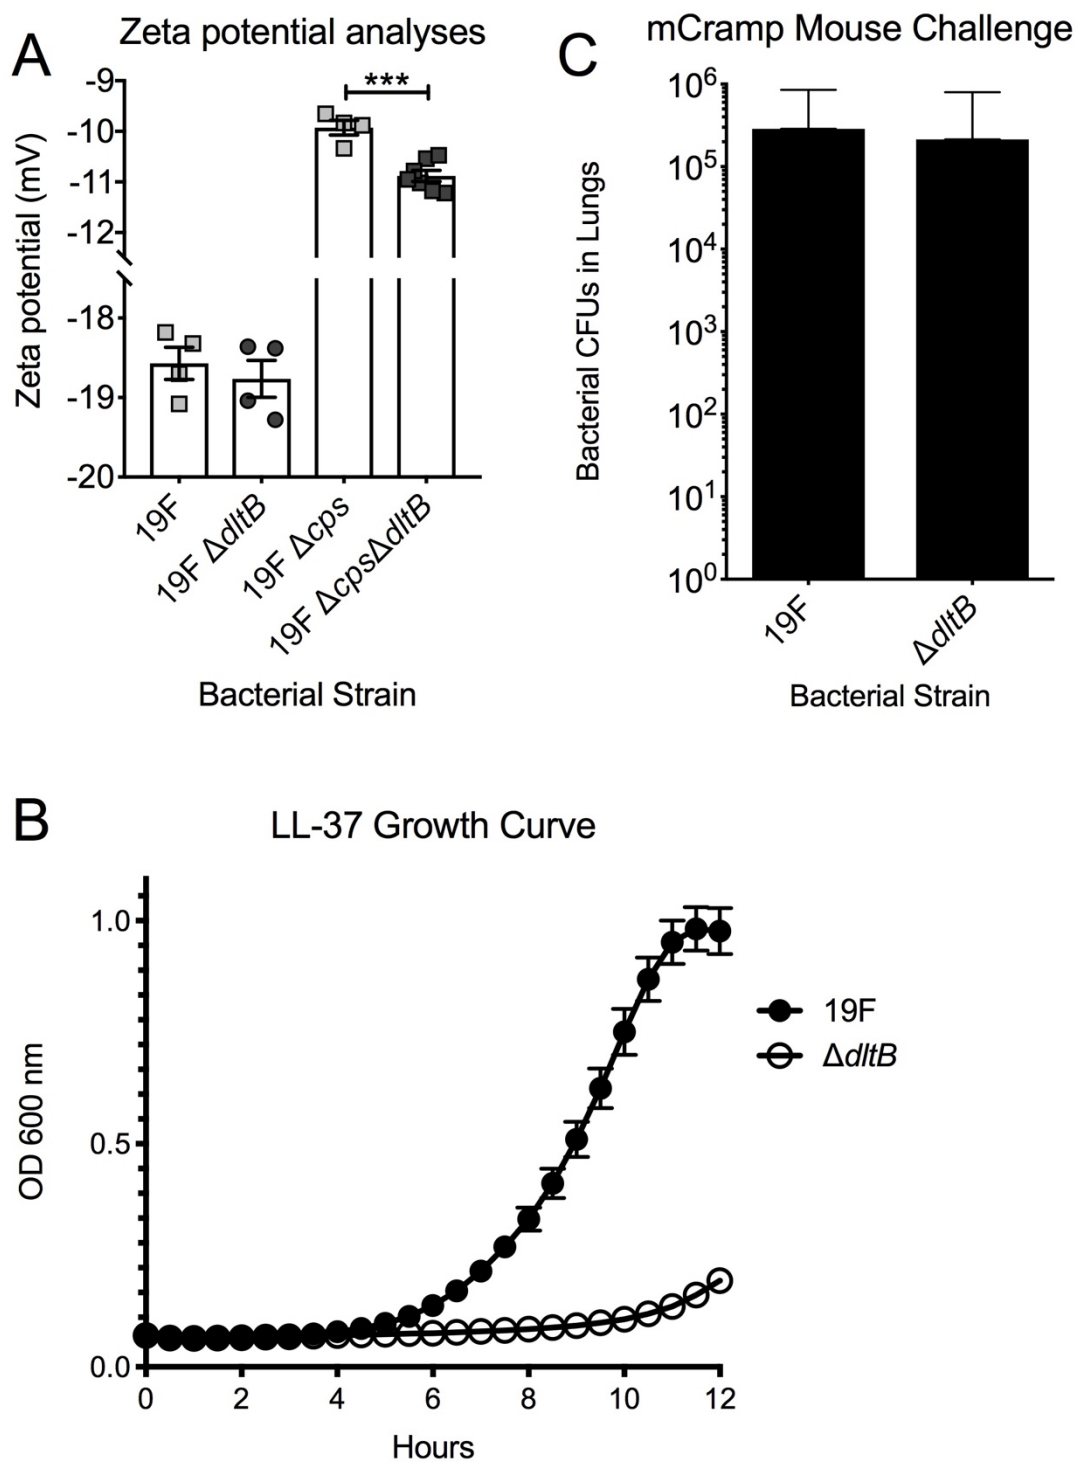 A
Zeta potential analyses
Zeta potential (mV)
***
-9
-10
-11
-12
-18
-19
-20
19F
19F ΔdltB
19F Δcps
19F ΔcpsΔdltB
Bacterial Strain
C
mCramp Mouse Challenge
Bacterial CFUs in Lungs
10⁶
10⁵
10⁴
10³
10²
10¹
10⁰
19F
ΔdltB
Bacterial Strain
B
LL-37 Growth Curve
OD 600 nm
1.0
0.5
0.0
0 2 4 6 8 10 12
Hours
19F
ΔdltB